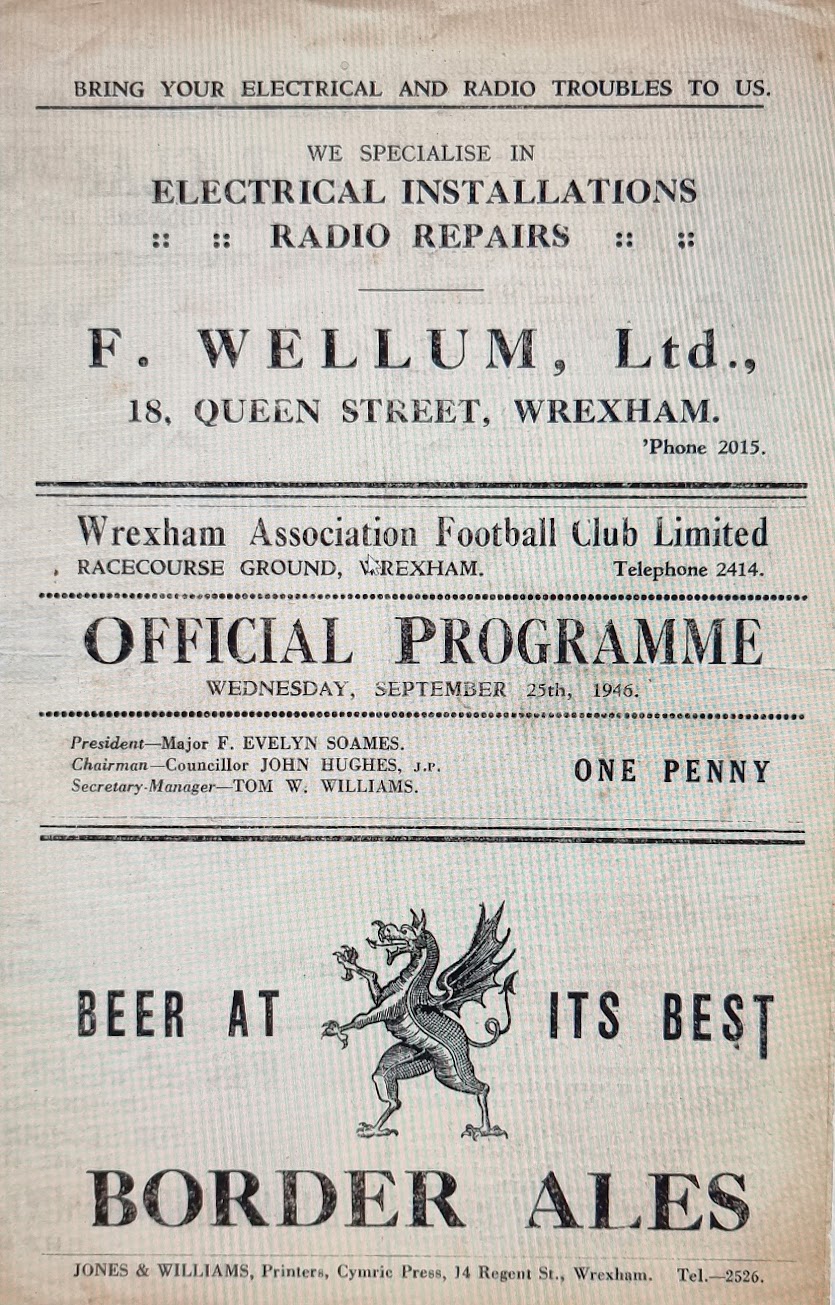 BRING YOUR ELECTRICAL AND RADIO TROUBLES TO US.
WE SPECIALISE IN
ELECTRICAL INSTALLATIONS
:: :: RADIO REPAIRS :: ::
F. WELLUM, Ltd.,
18, QUEEN STREET, WREXHAM.
'Phone 2015.
Wrexham Association Football Club Limited
RACECOURSE GROUND, WREXHAM. Telephone 2414.
OFFICIAL PROGRAMME
WEDNESDAY, SEPTEMBER 25th, 1946.
President—Major F. EVELYN SOAMES.
Chairman—Councillor JOHN HUGHES, J.P.
Secretary-Manager—TOM W. WILLIAMS.
ONE PENNY
BEER AT ITS BEST
BORDER ALES
JONES & WILLIAMS, Printers, Cymric Press, 14 Regent St., Wrexham. Tel.—2526.